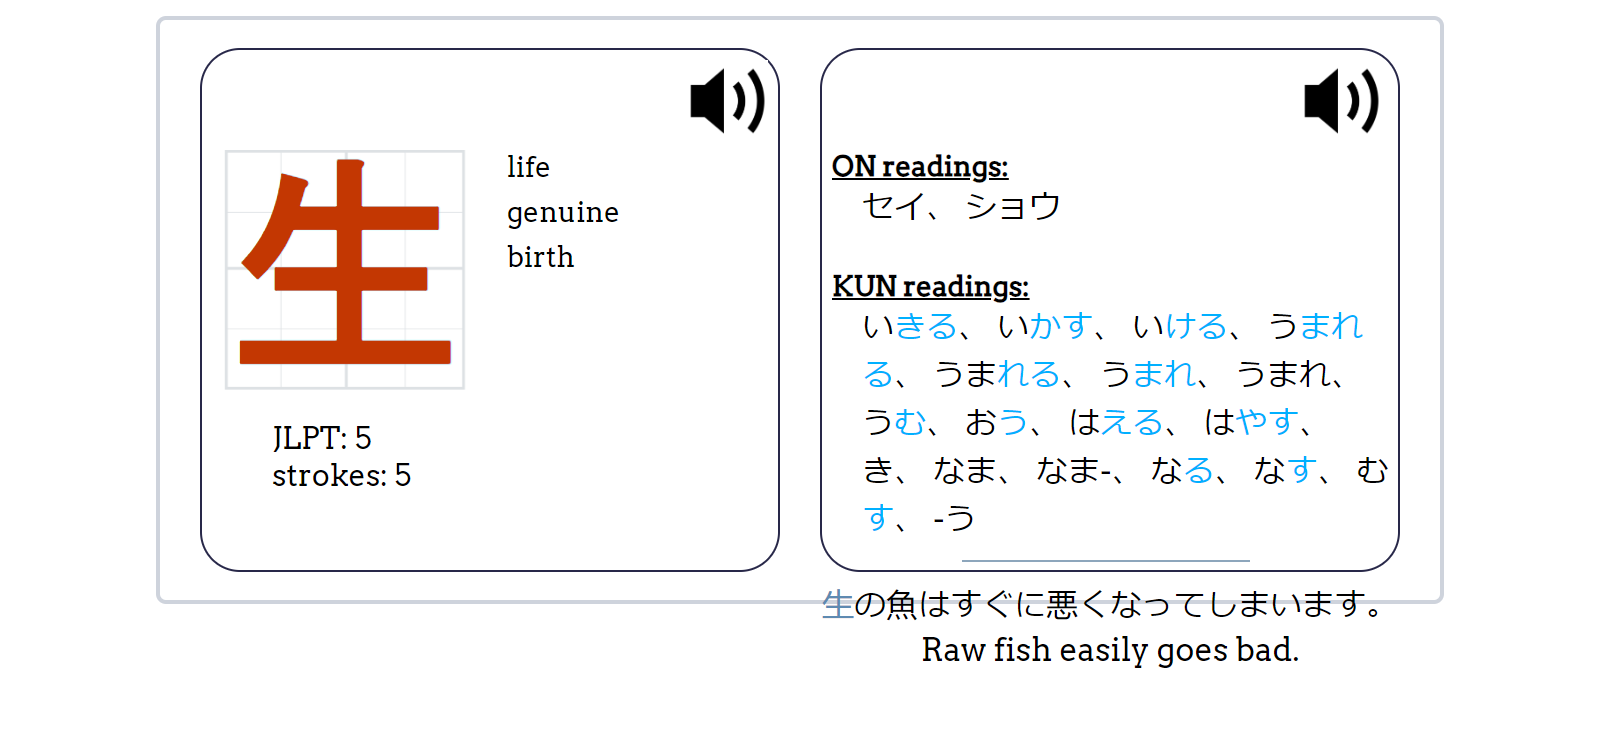 生
life
genuine
birth
JLPT: 5
strokes: 5
ON readings:
セイ、 ショウ
KUN readings:
いきる、 いかす、 いける、 うまれ
る、 うまれる、 うまれ、 うまれ、
うむ、 おう、 はえる、 はやす、
き、 なま、 なま-、 なる、 なす、 む
す、 -う
生の魚はすぐに悪くなってしまいます。
Raw fish easily goes bad.